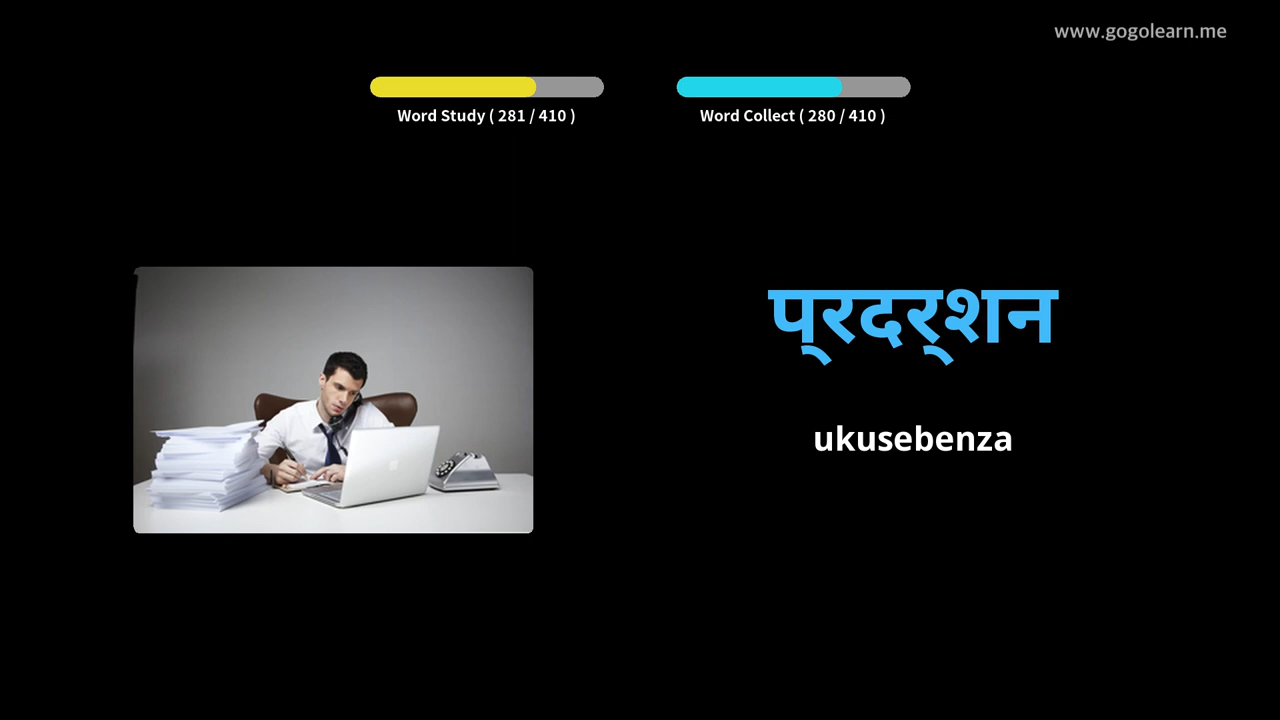 www.gogolearn.me
Word Study ( 281 / 410 )
Word Collect ( 280 / 410 )
प्रदर्शन
ukusebenza